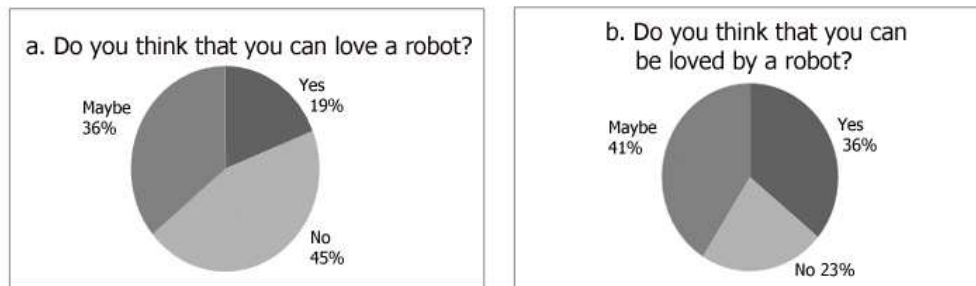 a. Do you think that you can love a robot?
Yes
19%
Maybe
36%
No
45%
b. Do you think that you can
be loved by a robot?
Yes
36%
Maybe
41%
No 23%